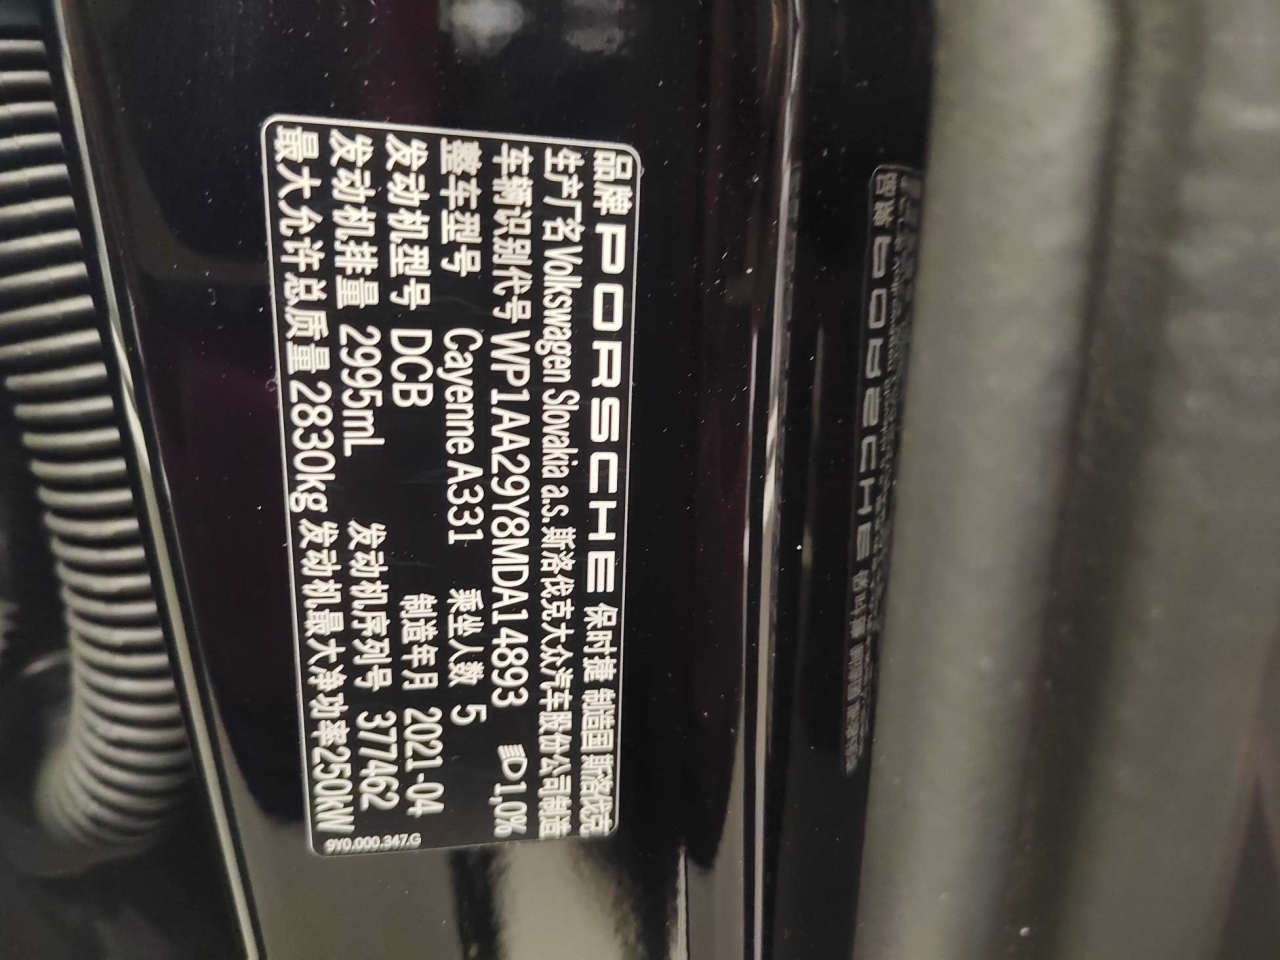 品牌 PORSCHE 保时捷 制造国 斯洛伐克
生产厂名 Volkswagen Slovakia a.s. 斯洛伐克大众汽车股份公司制造
车辆识别代号 WP1AA29Y8MDA14893 1,0%
整车型号 Cayenne A331 乘坐人数 5
发动机型号 DCB 制造年月 2021-04
发动机排量 2995mL 发动机序列号 377462
最大允许总质量 2830kg 发动机最大净功率250kW
9Y0.000.347.G